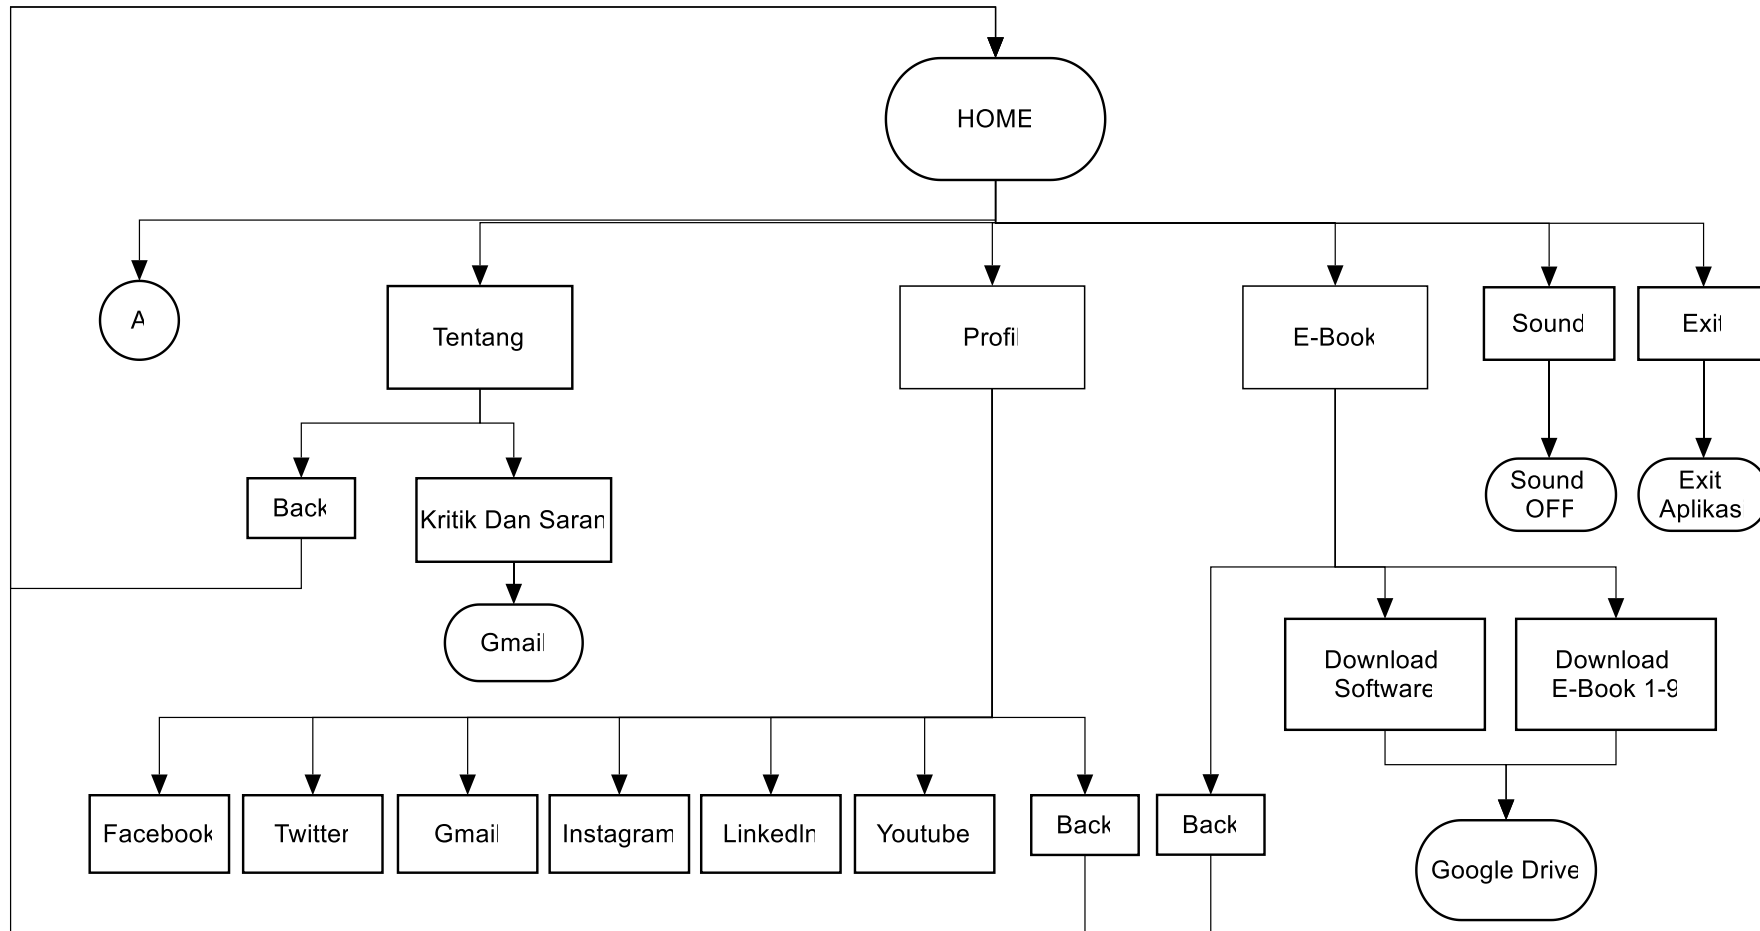 HOME
A
Tentang
Profil
E-Book
Sound
Exit
Back
Kritik Dan Saran
Sound
OFF
Exit
Aplikas
Gmail
Download
Software
Download
E-Book 1-9
Facebook
Twitter
Gmail
Instagram
LinkedIn
Youtube
Back
Back
Google Drive